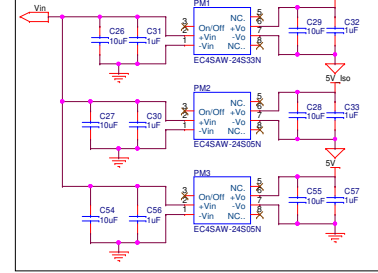 Vin
PM1
C26
10uF
C31
1uF
3 On/Off NC. 5
2 +Vin +Vo 6
1 -Vin -Vo 7
NC.. 8
EC4SAW-24S33N
C29
10uF
C32
1uF
5V_Iso
PM2
C27
10uF
C30
1uF
3 On/Off NC. 5
2 +Vin +Vo 6
1 -Vin -Vo 7
NC.. 8
EC4SAW-24S05N
C28
10uF
C33
1uF
5V
PM3
C54
10uF
C56
1uF
3 On/Off NC. 5
2 +Vin +Vo 6
1 -Vin -Vo 7
NC.. 8
EC4SAW-24S05N
C55
10uF
C57
1uF